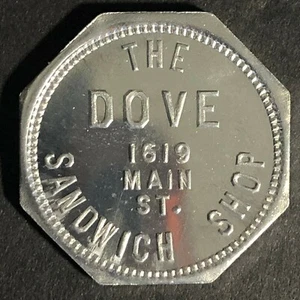 THE
DOVE
1619
MAIN
ST.
SANDWICH SHOP